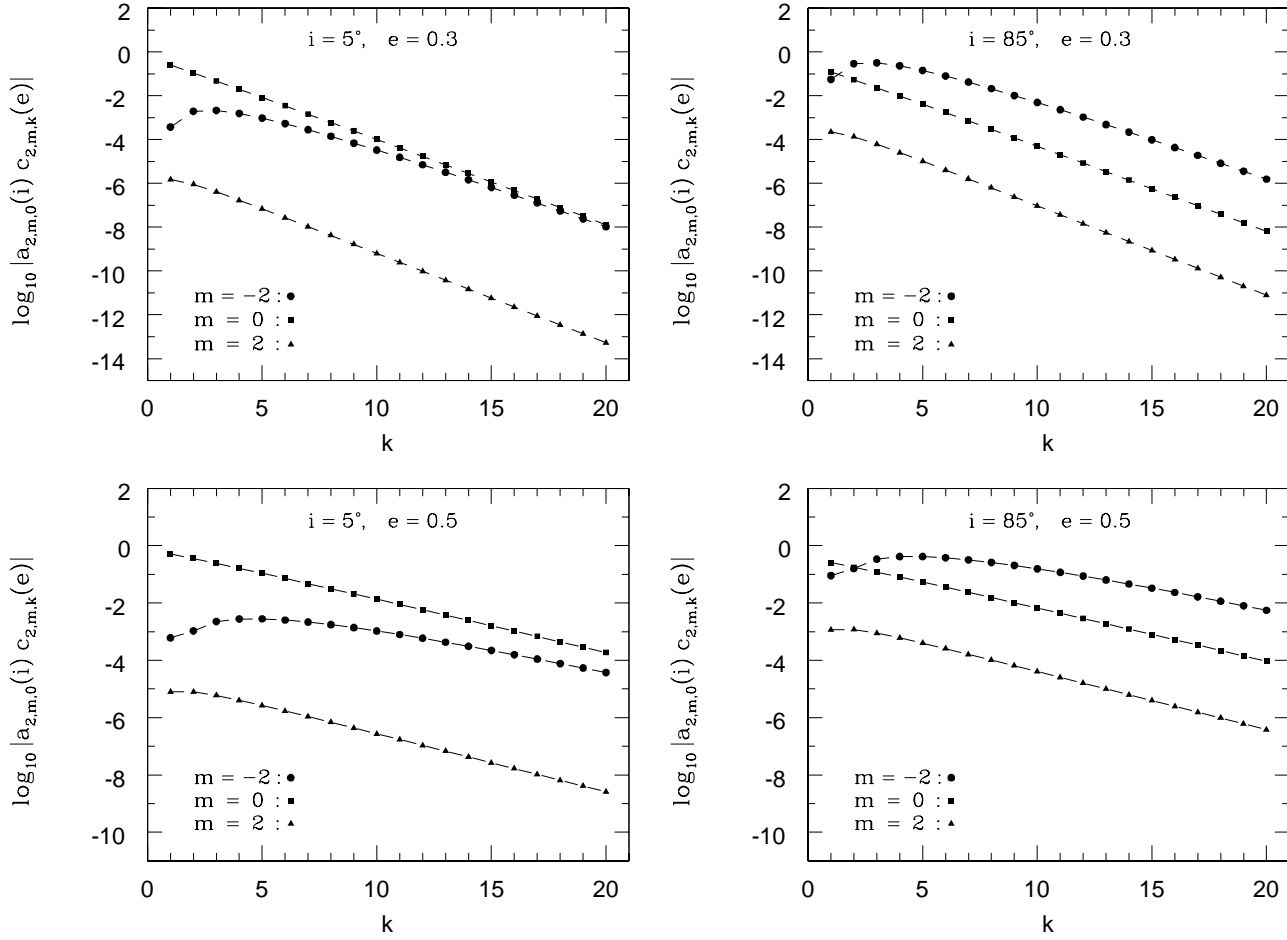 i = 5°, e = 0.3
log₁₀ |a₂,ₘ,₀(i) c₂,ₘ,ₖ(e)|
2
0
-2
-4
-6
-8
-10
-12
-14
m = -2 :
m = 0 :
m = 2 :
0 5 10 15 20
k
i = 85°, e = 0.3
log₁₀ |a₂,ₘ,₀(i) c₂,ₘ,ₖ(e)|
2
0
-2
-4
-6
-8
-10
-12
-14
m = -2 :
m = 0 :
m = 2 :
0 5 10 15 20
k
i = 5°, e = 0.5
log₁₀ |a₂,ₘ,₀(i) c₂,ₘ,ₖ(e)|
2
0
-2
-4
-6
-8
-10
m = -2 :
m = 0 :
m = 2 :
0 5 10 15 20
k
i = 85°, e = 0.5
log₁₀ |a₂,ₘ,₀(i) c₂,ₘ,ₖ(e)|
2
0
-2
-4
-6
-8
-10
m = -2 :
m = 0 :
m = 2 :
0 5 10 15 20
k